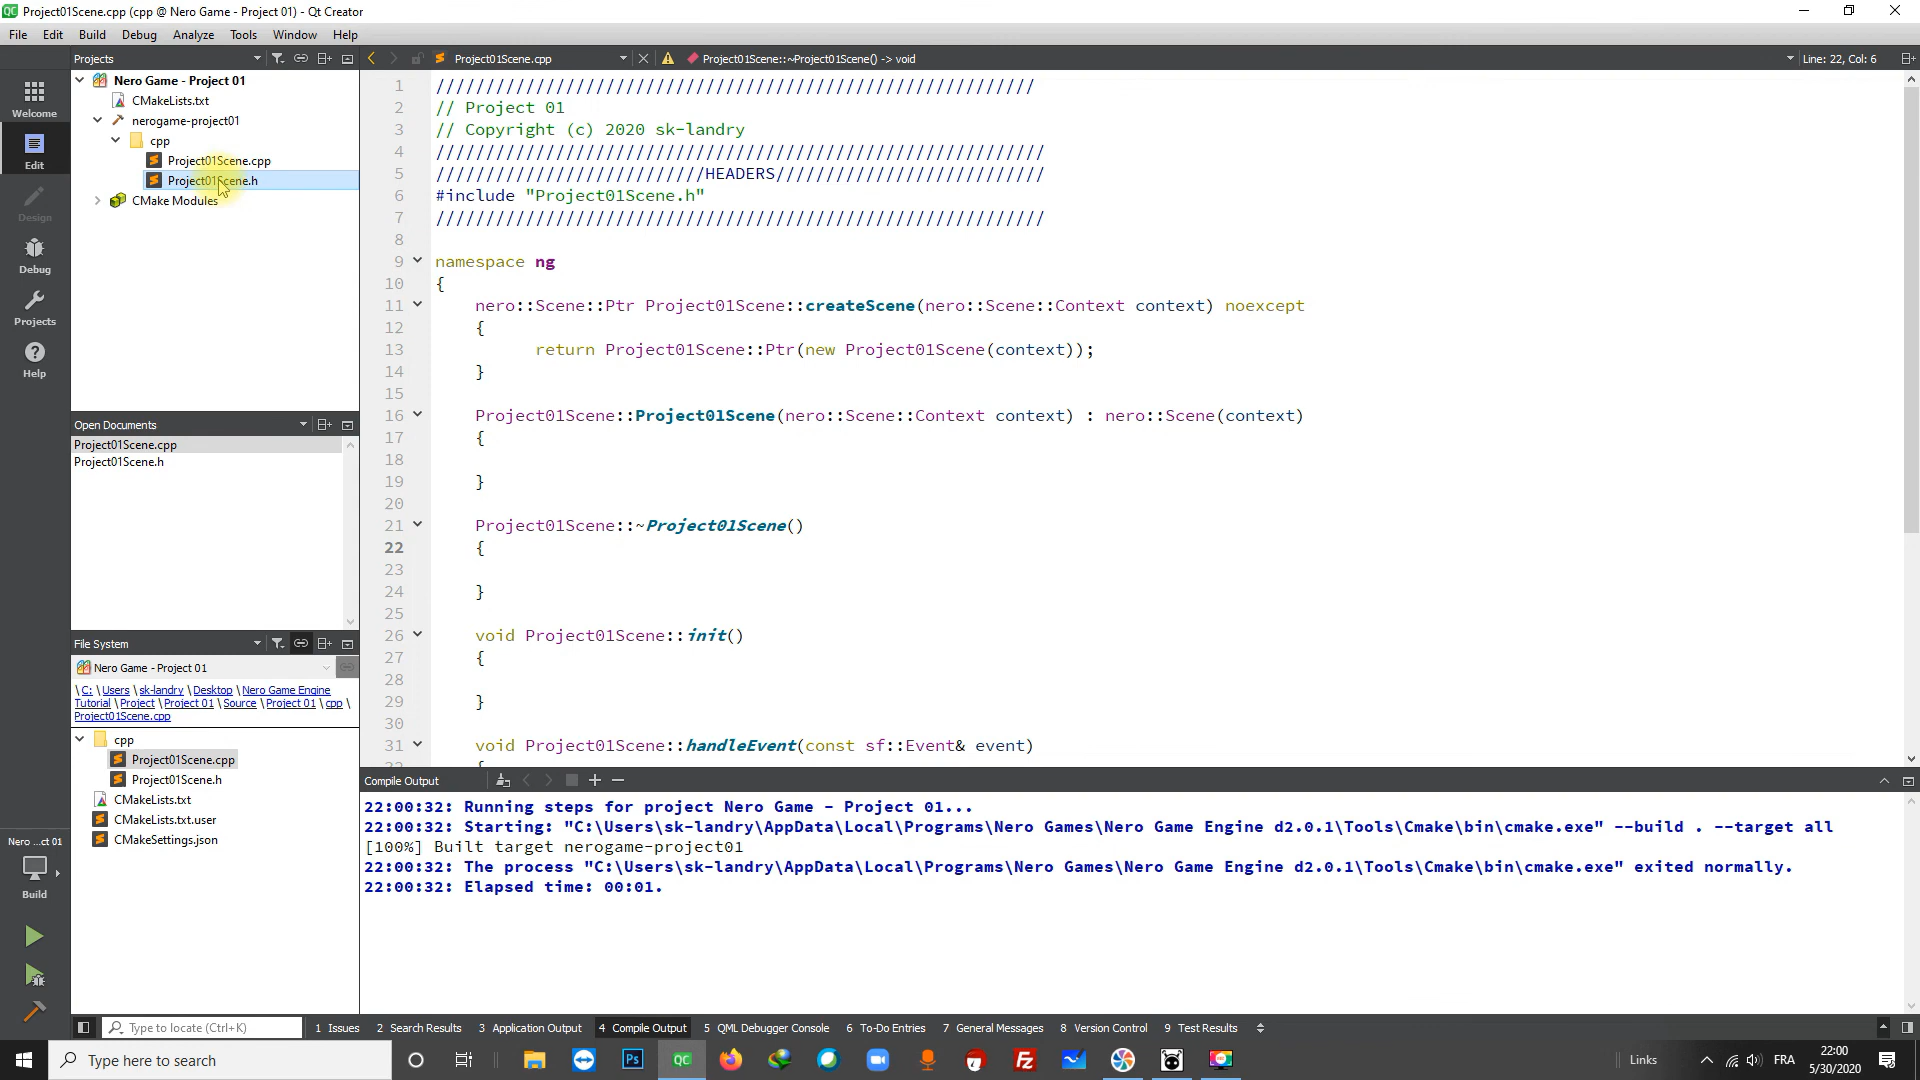 Project01Scene.cpp (cpp @ Nero Game - Project 01) - Qt Creator
File Edit Build Debug Analyze Tools Window Help
Projects
Project01Scene.cpp
Project01Scene::~Project01Scene() -> void
Line: 22, Col: 6
Welcome
Edit
Design
Debug
Projects
Help
Nero Game - Project 01
CMakeLists.txt
nerogame-project01
cpp
Project01Scene.cpp
Project01Scene.h
CMake Modules
Open Documents
Project01Scene.cpp
Project01Scene.h
File System
Nero Game - Project 01
\ C: \ Users \ sk-landry \ Desktop \ Nero Game Engine
Tutorial \ Project \ Project 01 \ Source \ Project 01 \ cpp \
Project01Scene.cpp
cpp
Project01Scene.cpp
Project01Scene.h
CMakeLists.txt
CMakeLists.txt.user
CMakeSettings.json
Nero ...ct 01
Build
1 ////////////////////////////////////////////////////////////
2 // Project 01
3 // Copyright (c) 2020 sk-landry
4 /////////////////////////////////////////////////////////////
5 ///////////////////////////HEADERS///////////////////////////
6 #include "Project01Scene.h"
7 /////////////////////////////////////////////////////////////
8
9 namespace ng
10 {
11 nero::Scene::Ptr Project01Scene::createScene(nero::Scene::Context context) noexcept
12 {
13 return Project01Scene::Ptr(new Project01Scene(context));
14 }
15
16 Project01Scene::Project01Scene(nero::Scene::Context context) : nero::Scene(context)
17 {
18
19 }
20
21 Project01Scene::~Project01Scene()
22 {
23
24 }
25
26 void Project01Scene::init()
27 {
28
29 }
30
31 void Project01Scene::handleEvent(const sf::Event& event)
Compile Output
22:00:32: Running steps for project Nero Game - Project 01...
22:00:32: Starting: "C:\Users\sk-landry\AppData\Local\Programs\Nero Games\Nero Game Engine d2.0.1\Tools\Cmake\bin\cmake.exe" --build . --target all
[100%] Built target nerogame-project01
22:00:32: The process "C:\Users\sk-landry\AppData\Local\Programs\Nero Games\Nero Game Engine d2.0.1\Tools\Cmake\bin\cmake.exe" exited normally.
22:00:32: Elapsed time: 00:01.
Type to locate (Ctrl+K)
1 Issues 2 Search Results 3 Application Output 4 Compile Output 5 QML Debugger Console 6 To-Do Entries 7 General Messages 8 Version Control 9 Test Results
Type here to search
Links
FRA
22:00
5/30/2020